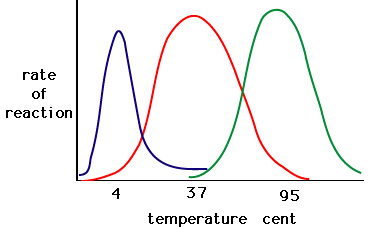 rate
of
reaction
4 37 95
temperature cent